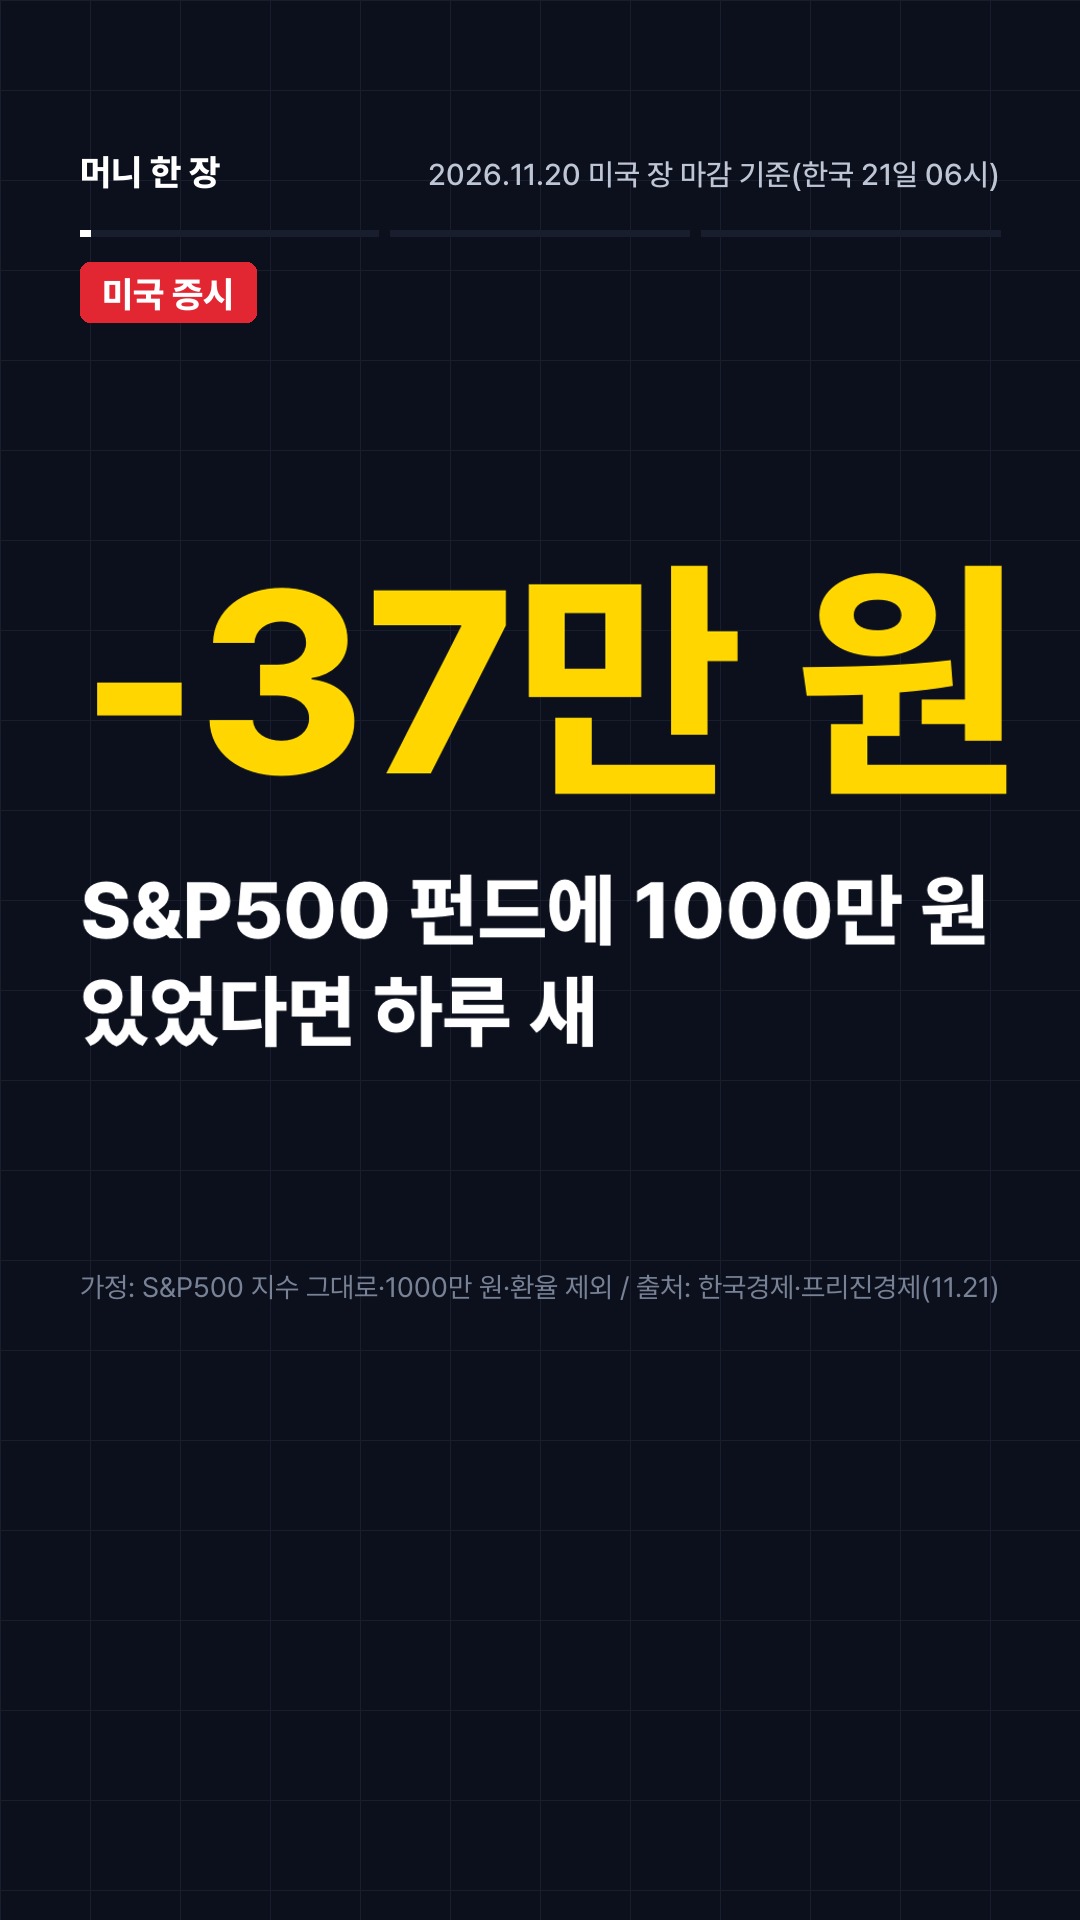 머니 한 장
2026.11.20 미국 장 마감 기준(한국 21일 06시)
미국 증시
-37만 원
S&P500 펀드에 1000만 원
있었다면 하루 새
가정: S&P500 지수 그대로·1000만 원·환율 제외 / 출처: 한국경제·프리진경제(11.21)